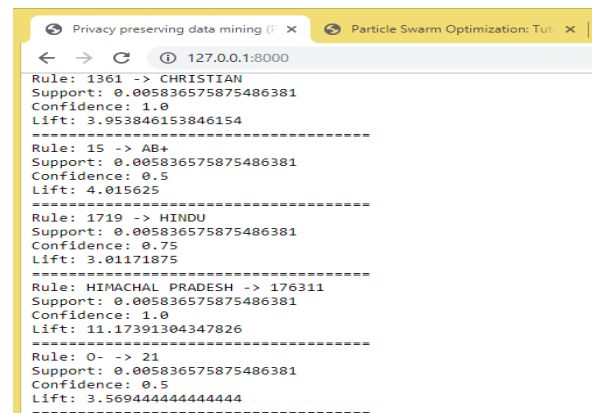 Privacy preserving data mining (P
Particle Swarm Optimization: Tut
127.0.0.1:8000
Rule: 1361 -> CHRISTIAN
Support: 0.005836575875486381
Confidence: 1.0
Lift: 3.953846153846154
=====================================
Rule: 15 -> AB+
Support: 0.005836575875486381
Confidence: 0.5
Lift: 4.015625
=====================================
Rule: 1719 -> HINDU
Support: 0.005836575875486381
Confidence: 0.75
Lift: 3.01171875
=====================================
Rule: HIMACHAL PRADESH -> 176311
Support: 0.005836575875486381
Confidence: 1.0
Lift: 11.17391304347826
=====================================
Rule: O- -> 21
Support: 0.005836575875486381
Confidence: 0.5
Lift: 3.569444444444444
=====================================